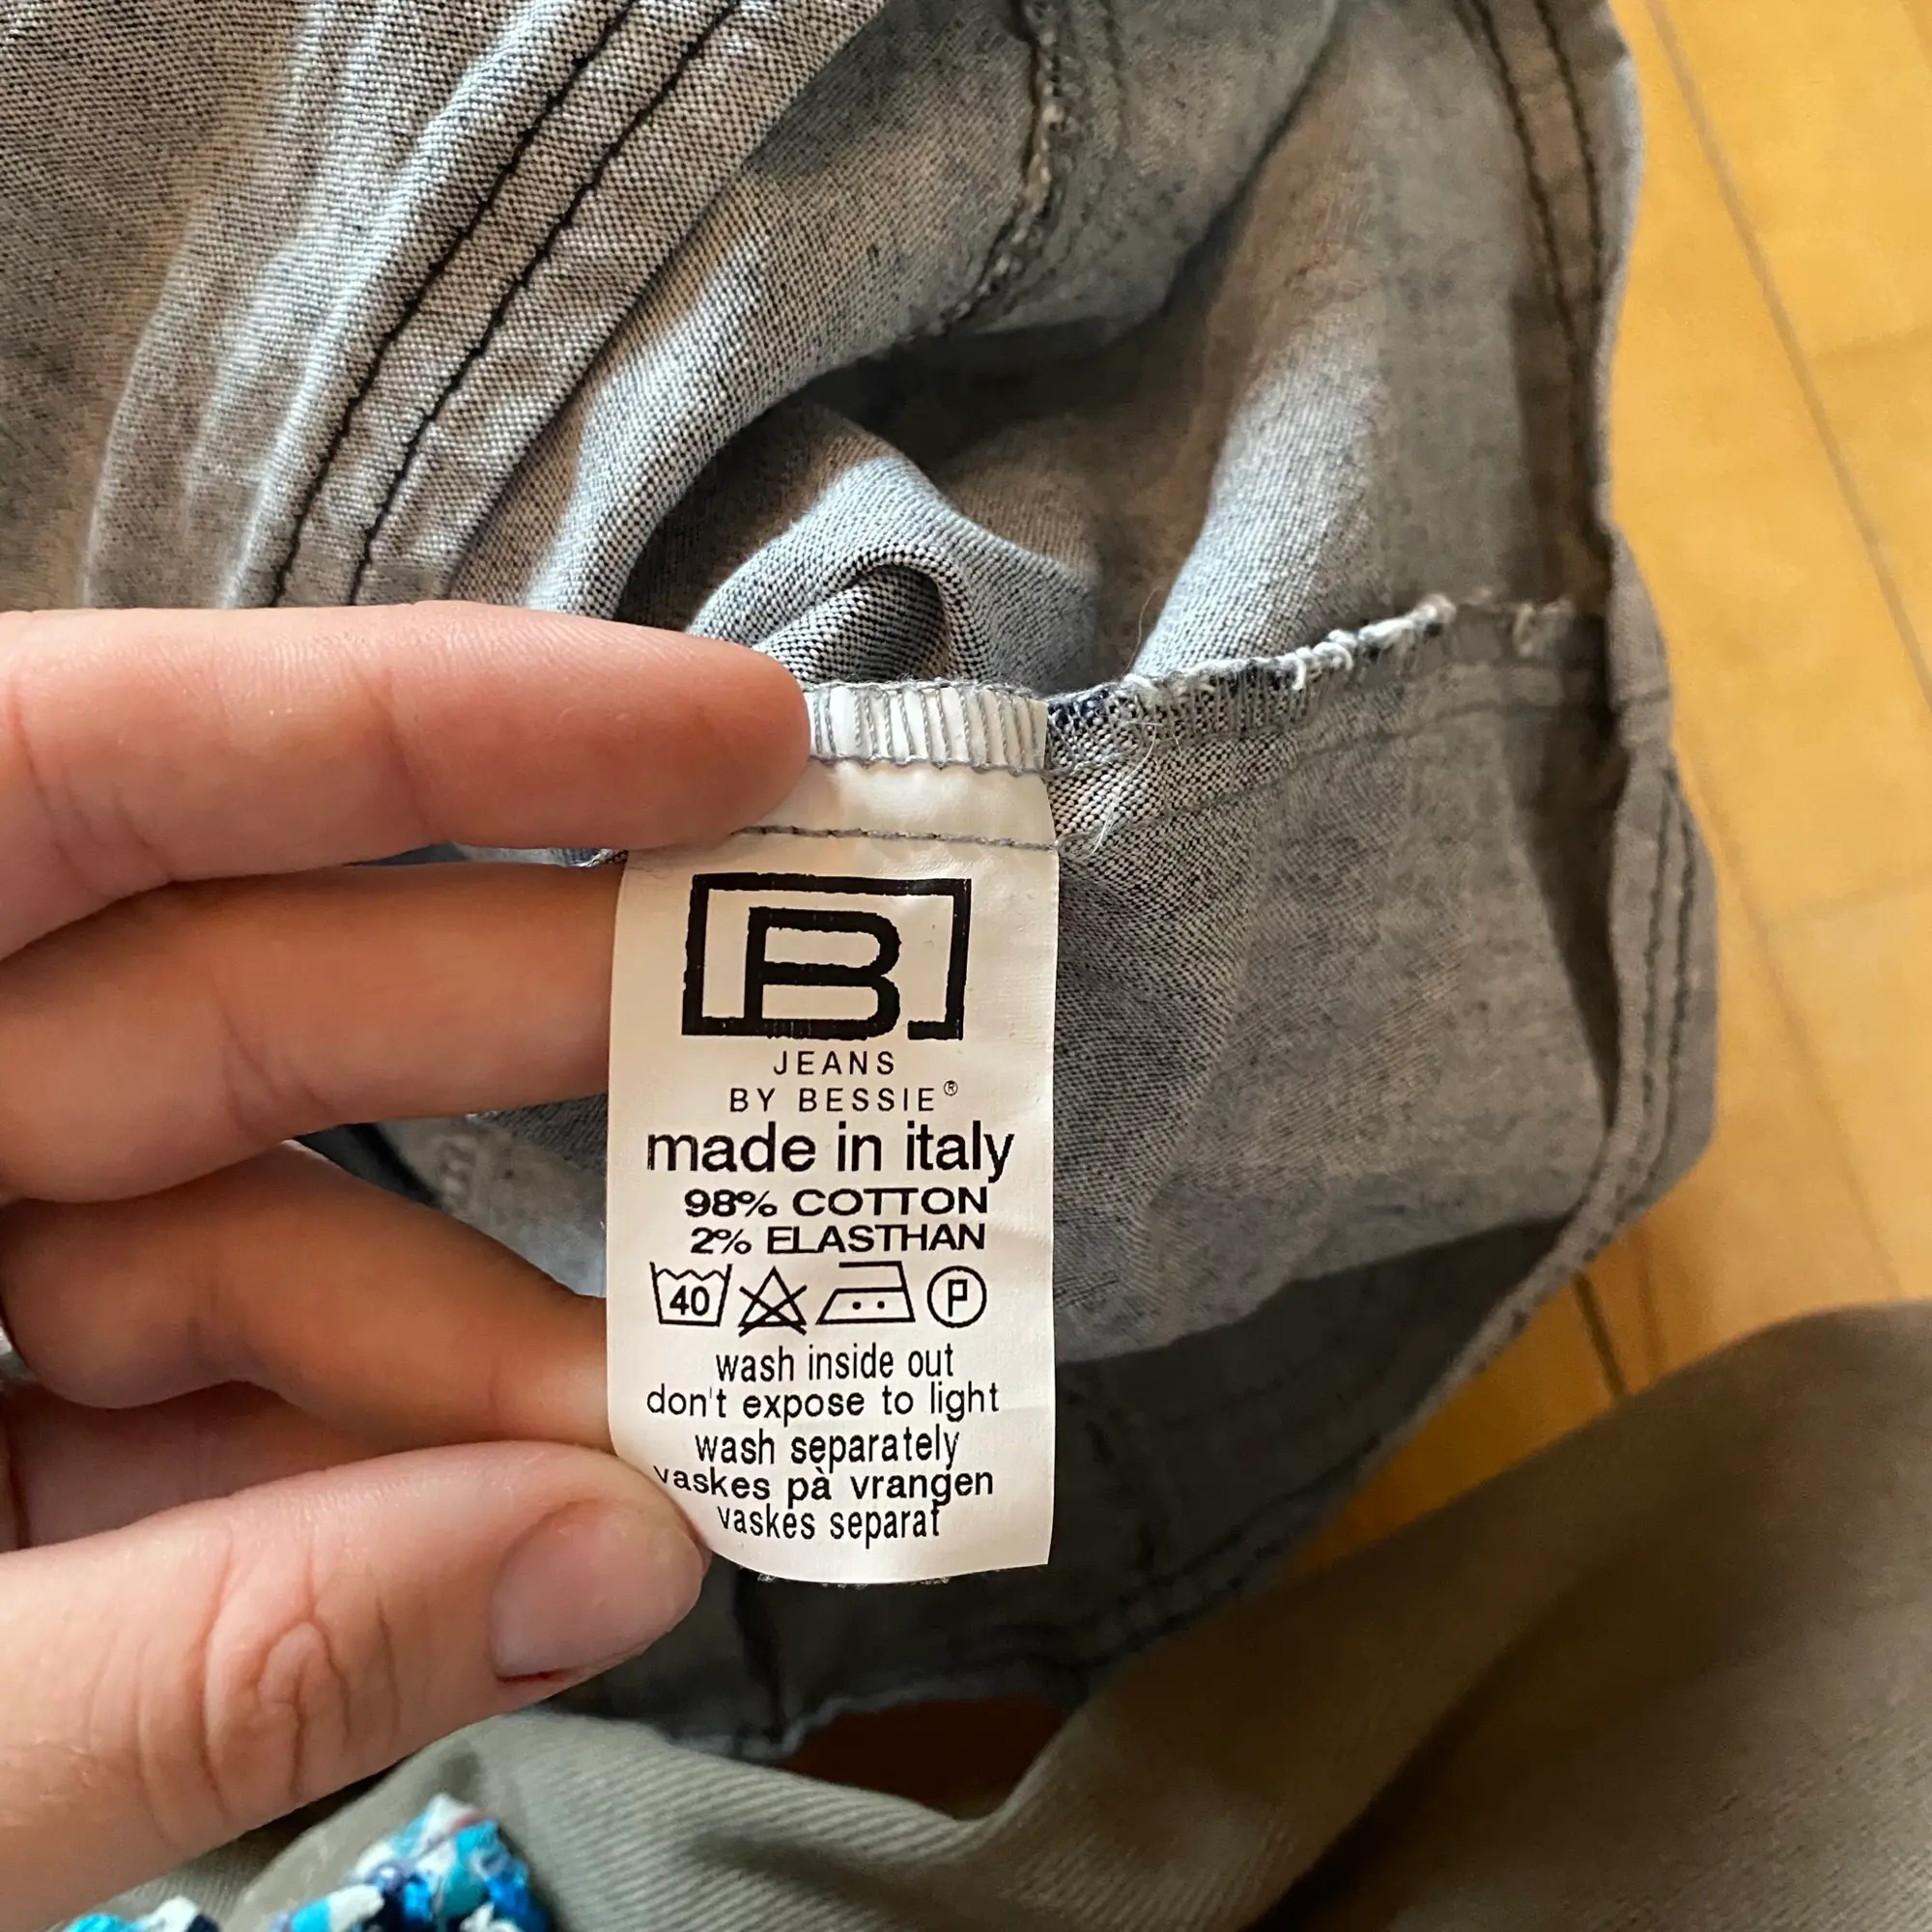 B
JEANS
BY BESSIE®
made in italy
98% COTTON
2% ELASTHAN
40 P
wash inside out
don't expose to light
wash separately
vaskes pà vrangen
vaskes separat